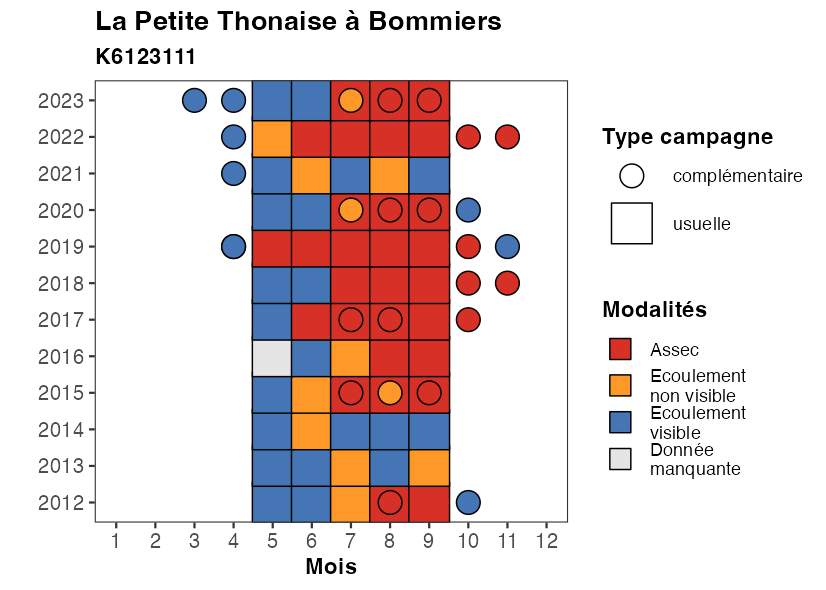 La Petite Thonaise à Bommiers
K6123111
2023
2022
2021
2020
2019
2018
2017
2016
2015
2014
2013
2012
1 2 3 4 5 6 7 8 9 10 11 12
Mois
Type campagne
complémentaire
usuelle
Modalités
Assec
Ecoulement
non visible
Ecoulement
visible
Donnée
manquante